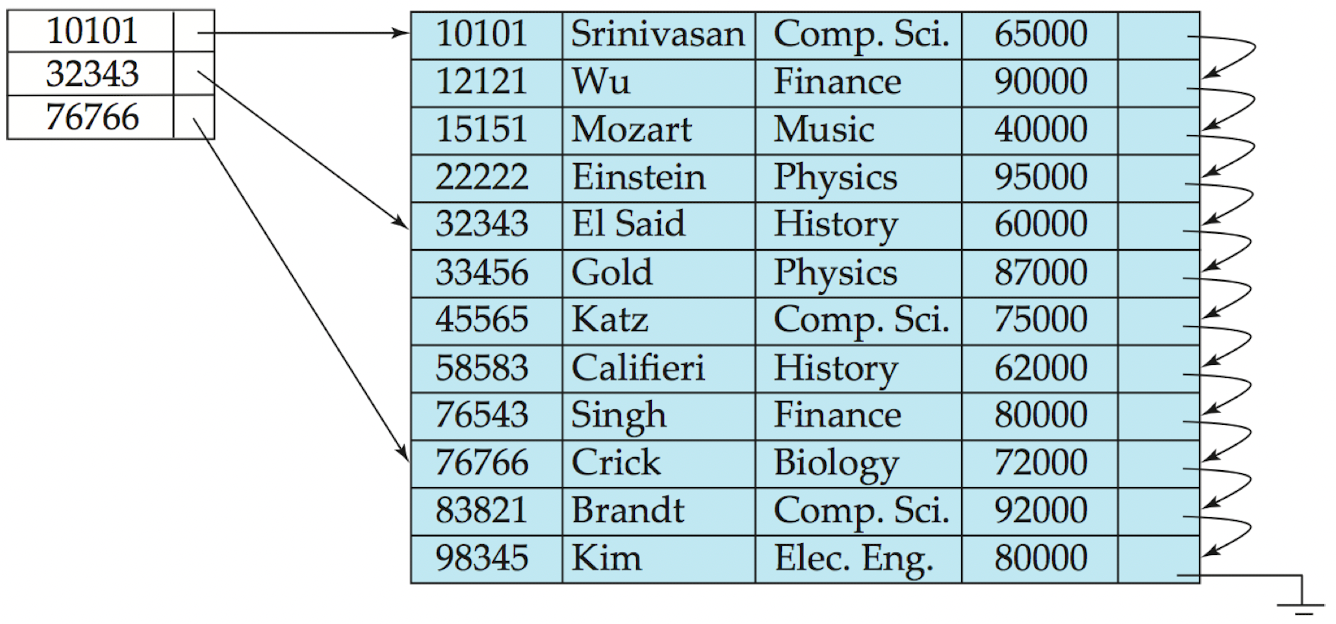 10101
32343
76766
10101 Srinivasan Comp. Sci. 65000
12121 Wu Finance 90000
15151 Mozart Music 40000
22222 Einstein Physics 95000
32343 El Said History 60000
33456 Gold Physics 87000
45565 Katz Comp. Sci. 75000
58583 Califieri History 62000
76543 Singh Finance 80000
76766 Crick Biology 72000
83821 Brandt Comp. Sci. 92000
98345 Kim Elec. Eng. 80000